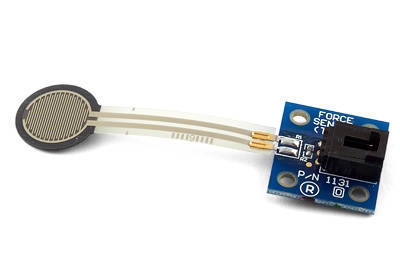 FORCE
SEN
P/N 1131
®